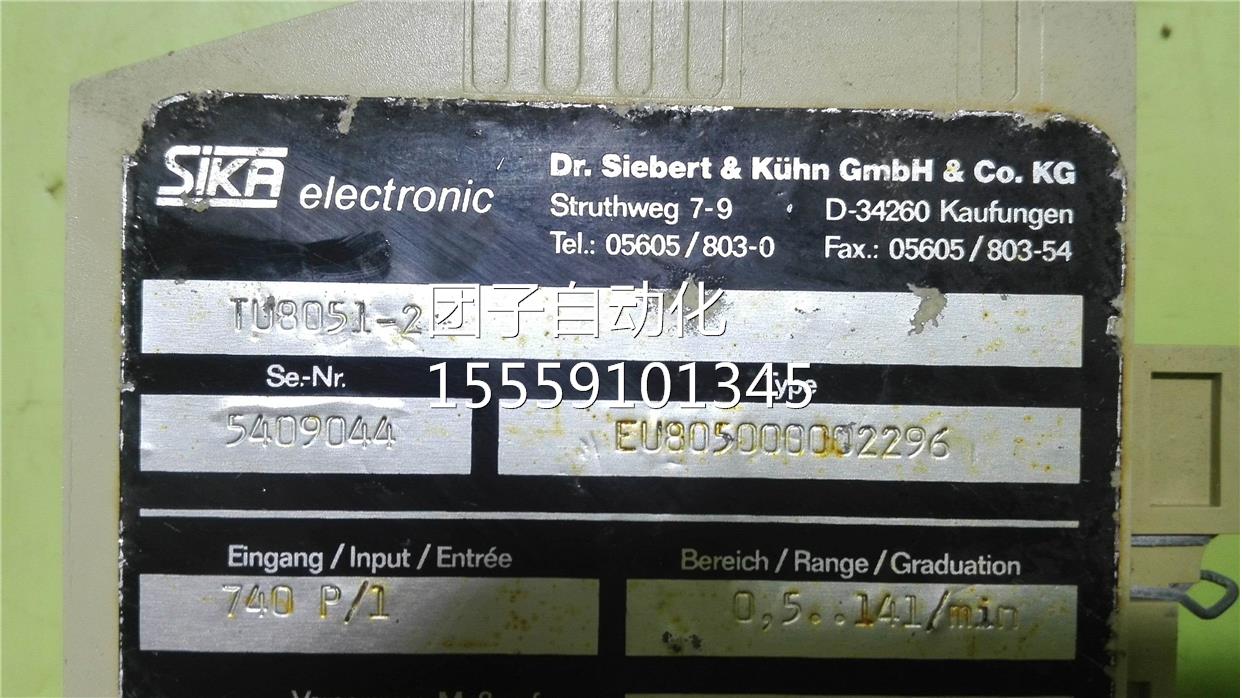 SIKA electronic
Dr. Siebert & Kühn GmbH & Co. KG
Struthweg 7-9 D-34260 Kaufungen
Tel.: 05605/803-0 Fax.: 05605/803-54
TU8051-2
团子自动化
Se.-Nr. Type
15559101345
5409044 EU805000002296
Eingang/Input/Entrée Bereich/Range/Graduation
740 P/l 0,5..14l/min